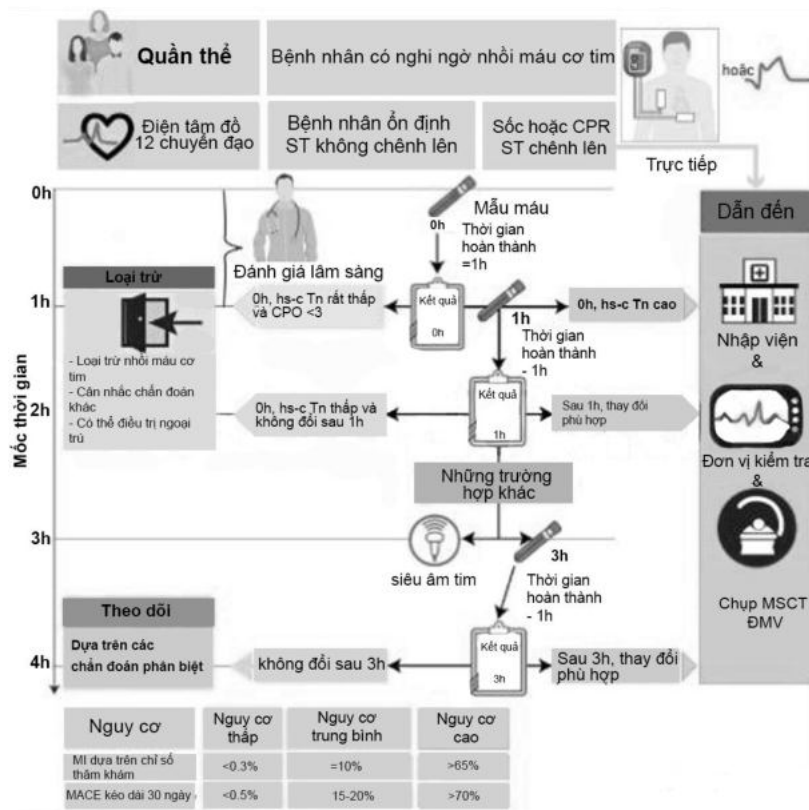 Quần thể
Bệnh nhân có nghi ngờ nhồi máu cơ tim
hoặc
Điện tâm đồ
12 chuyển đạo
Bệnh nhân ổn định
ST không chênh lên
Sốc hoặc CPR
ST chênh lên
Trực tiếp
Mốc thời gian
0h
Mẫu máu
0h
Thời gian
hoàn thành
=1h
Dẫn đến
Đánh giá lâm sàng
Loại trừ
1h
0h, hs-c Tn rất thấp
và CPO <3
Kết quả
0h
1h
0h, hs-c Tn cao
Thời gian
hoàn thành
- 1h
Nhập viện
&
- Loại trừ nhồi máu cơ
tim
- Cân nhắc chẩn đoán
khác
- Có thể điều trị ngoại
trú
2h
0h, hs-c Tn thấp và
không đổi sau 1h
Kết quả
1h
Sau 1h, thay đổi
phù hợp
Đơn vị kiểm tra
&
Những trường
hợp khác
3h
siêu âm tim
3h
Thời gian
hoàn thành
- 1h
Chụp MSCT
ĐMV
Theo dõi
Dựa trên các
chẩn đoán phân biệt
4h
không đổi sau 3h
Kết quả
3h
Sau 3h, thay đổi
phù hợp
Nguy cơ
Nguy cơ
thấp
Nguy cơ
trung bình
Nguy cơ
cao
MI dựa trên chỉ số
thăm khám
<0.3%
=10%
>65%
MACE kéo dài 30 ngày
<0.5%
15-20%
>70%